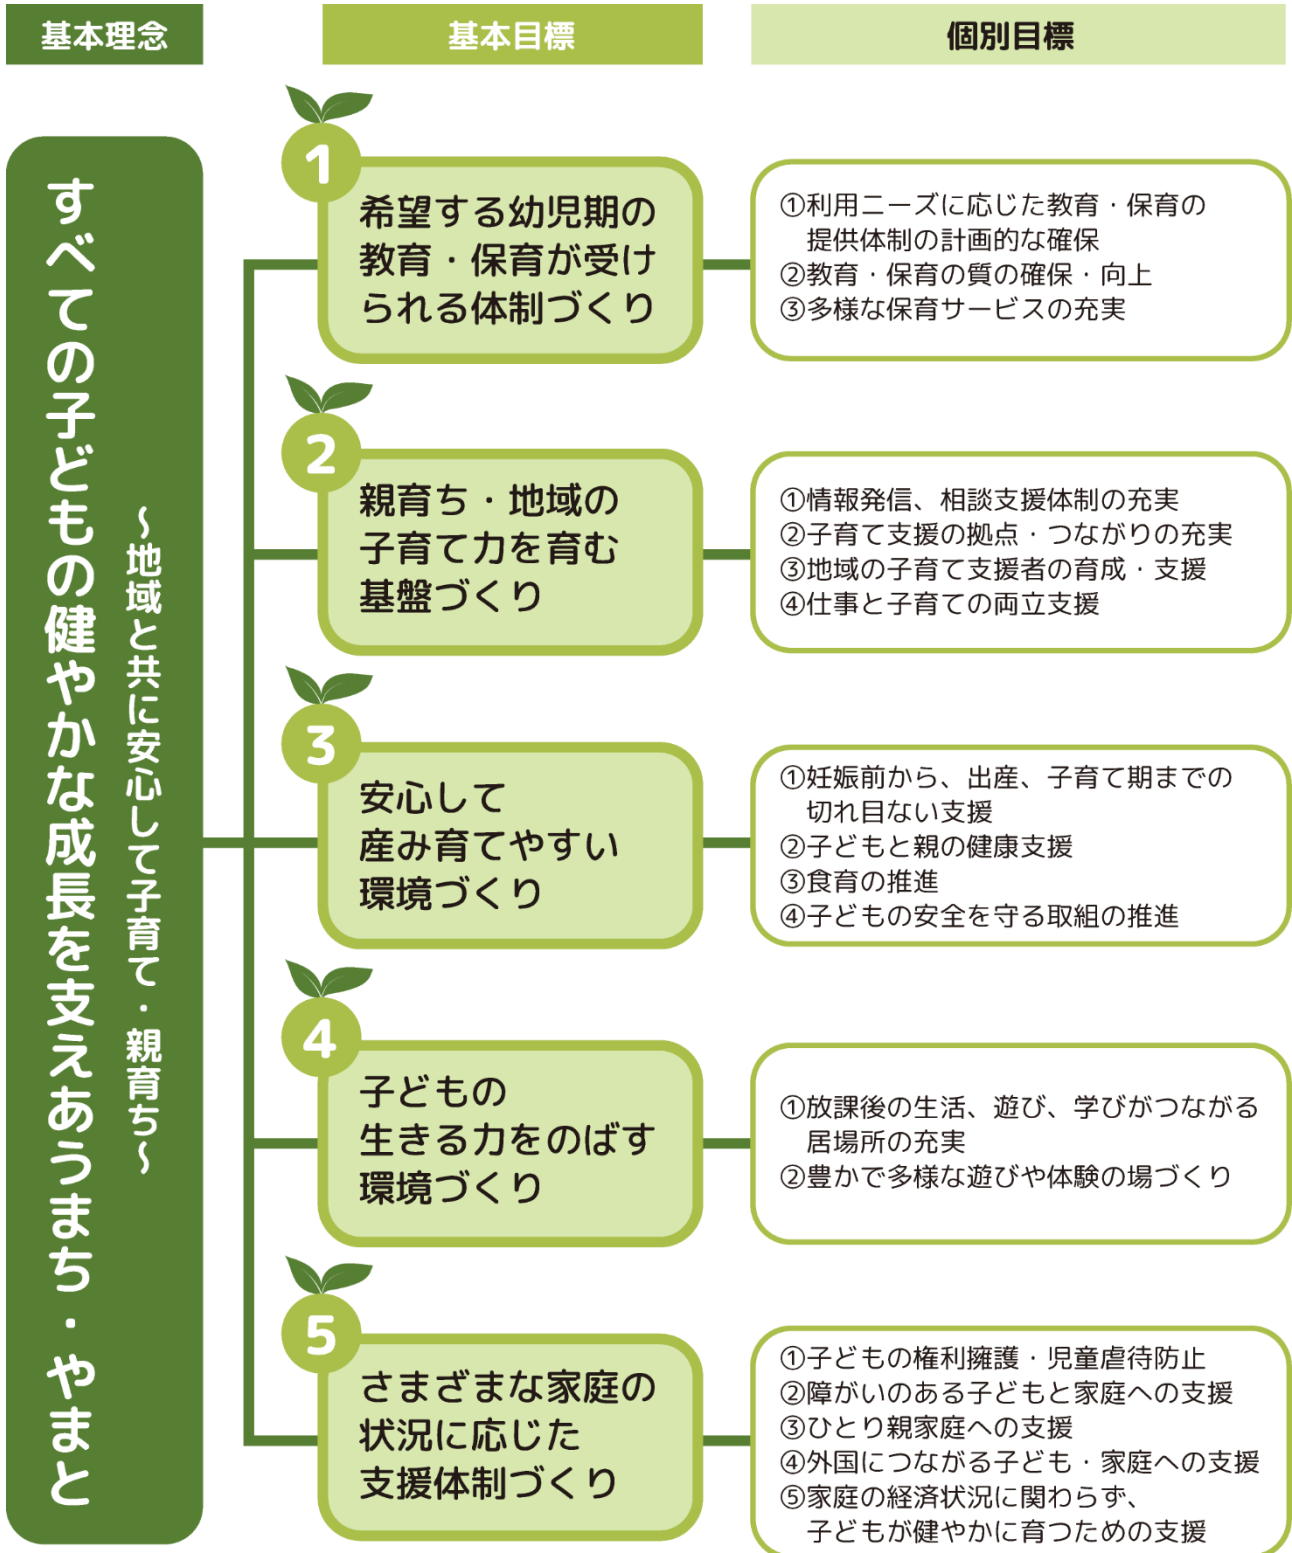 基本理念
基本目標
個別目標
すべての子どもの健やかな成長を支えあうまち・やまと
～地域と共に安心して子育て・親育ち～
1
希望する幼児期の
教育・保育が受け
られる体制づくり
①利用ニーズに応じた教育・保育の
提供体制の計画的な確保
②教育・保育の質の確保・向上
③多様な保育サービスの充実
2
親育ち・地域の
子育て力を育む
基盤づくり
①情報発信、相談支援体制の充実
②子育て支援の拠点・つながりの充実
③地域の子育て支援者の育成・支援
④仕事と子育ての両立支援
3
安心して
産み育てやすい
環境づくり
①妊娠前から、出産、子育て期までの
切れ目ない支援
②子どもと親の健康支援
③食育の推進
④子どもの安全を守る取組の推進
4
子どもの
生きる力をのばす
環境づくり
①放課後の生活、遊び、学びがつながる
居場所の充実
②豊かで多様な遊びや体験の場づくり
5
さまざまな家庭の
状況に応じた
支援体制づくり
①子どもの権利擁護・児童虐待防止
②障がいのある子どもと家庭への支援
③ひとり親家庭への支援
④外国につながる子ども・家庭への支援
⑤家庭の経済状況に関わらず、
子どもが健やかに育つための支援